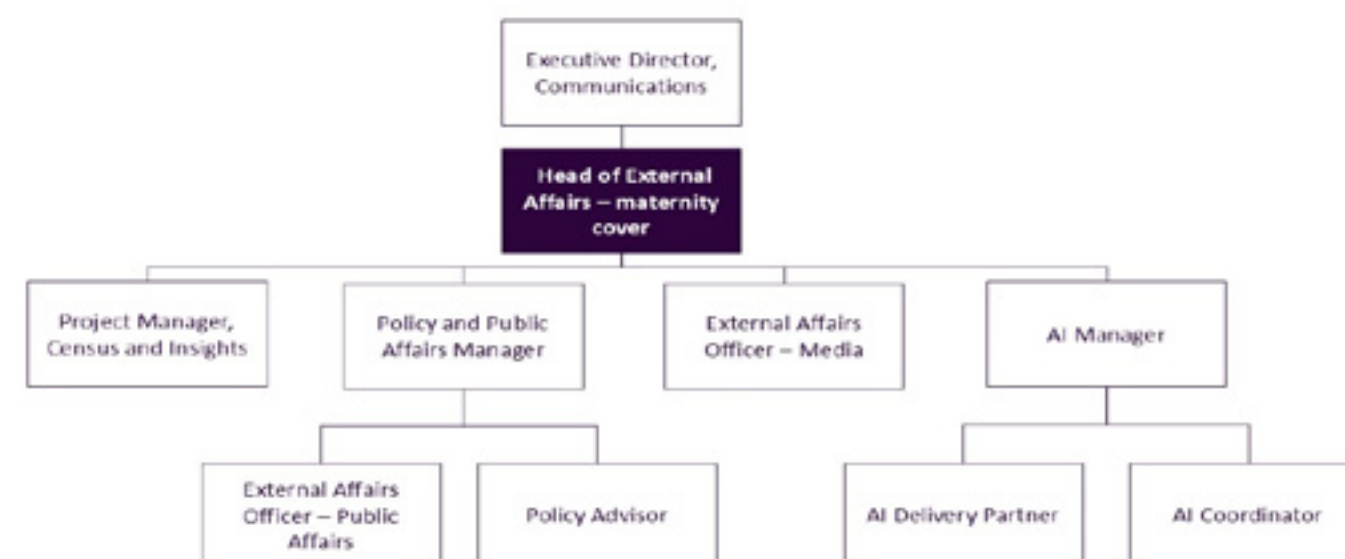 Executive Director,
Communications
Head of External
Affairs – maternity
cover
Project Manager,
Census and Insights
Policy and Public
Affairs Manager
External Affairs
Officer – Media
AI Manager
External Affairs
Officer – Public
Affairs
Policy Advisor
AI Delivery Partner
AI Coordinator